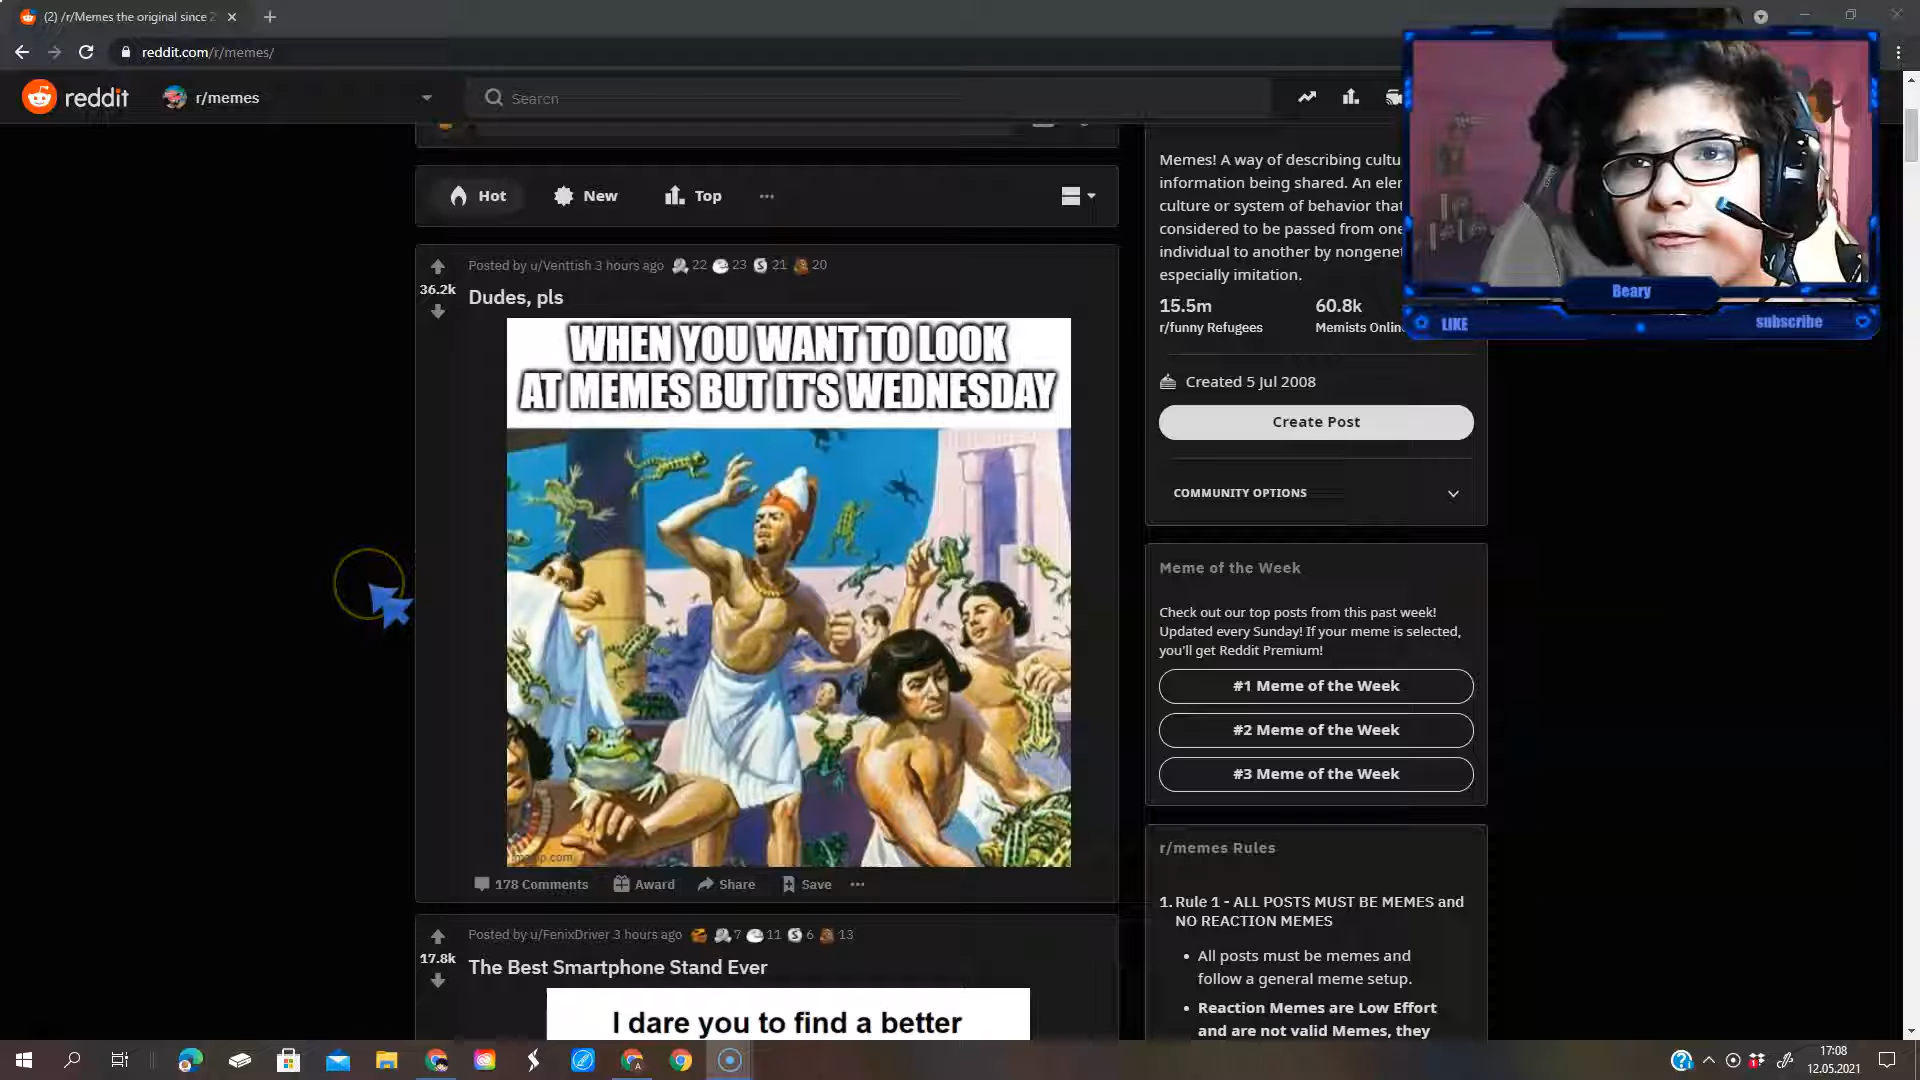 (2) /r/Memes the original since 2
reddit.com/r/memes/
reddit
r/memes
Search
Hot
New
Top
Posted by u/Venttish 3 hours ago 22 23 21 20
36.2k
Dudes, pls
WHEN YOU WANT TO LOOK
AT MEMES BUT IT'S WEDNESDAY
178 Comments
Award
Share
Save
Posted by u/FenixDriver 3 hours ago 7 11 6 13
17.8k
The Best Smartphone Stand Ever
I dare you to find a better
Memes! A way of describing cultu
information being shared. An eler
culture or system of behavior that
considered to be passed from one
individual to another by nongenet
especially imitation.
15.5m
60.8k
r/funny Refugees
Memists Onlin
Created 5 Jul 2008
Create Post
COMMUNITY OPTIONS
Meme of the Week
Check out our top posts from this past week!
Updated every Sunday! If your meme is selected,
you'll get Reddit Premium!
#1 Meme of the Week
#2 Meme of the Week
#3 Meme of the Week
r/memes Rules
1. Rule 1 - ALL POSTS MUST BE MEMES and
NO REACTION MEMES
All posts must be memes and
follow a general meme setup.
Reaction Memes are Low Effort
and are not valid Memes, they
Beary
LIKE
subscribe
17:08
12.05.2021